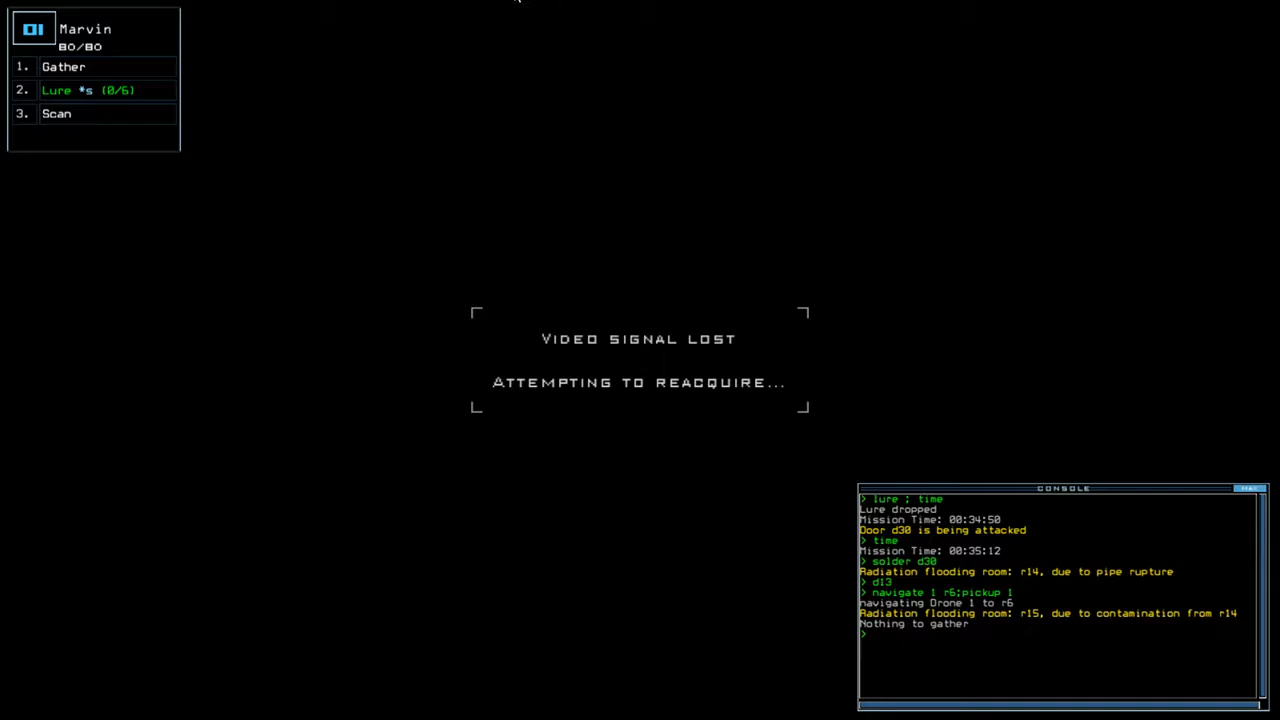 01 Marvin
80/80
1. Gather
2. Lure *s (0/6)
3. Scan
VIDEO SIGNAL LOST
ATTEMPTING TO REACQUIRE...
CONSOLE
> lure ; time
Lure dropped
Mission Time: 00:34:50
Door d30 is being attacked
> time
Mission Time: 00:35:12
> solder d30
Radiation flooding room: r14, due to pipe rupture
> d13
> navigate 1 r6;pickup 1
navigating Drone 1 to r6
Radiation flooding room: r15, due to contamination from r14
Nothing to gather
>